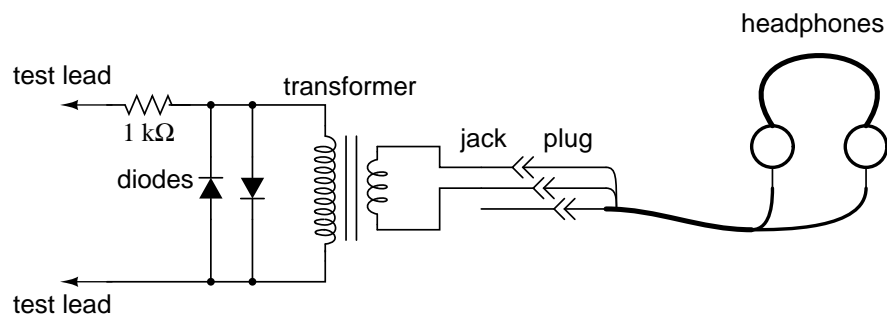 headphones
test lead
transformer
1 kΩ
jack
plug
diodes
test lead